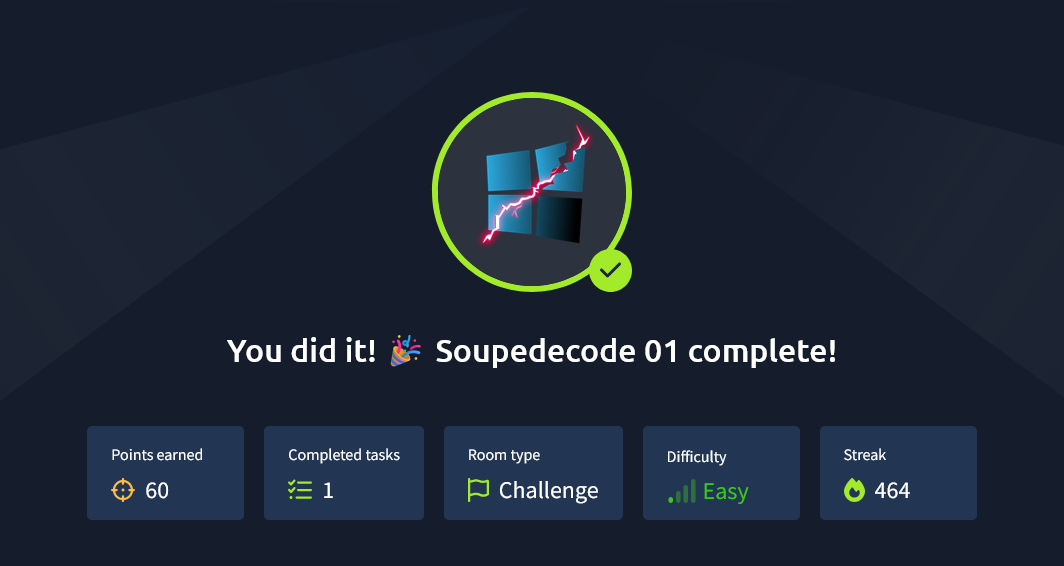 You did it! 🎉 Soupedecode 01 complete!
Points earned
60
Completed tasks
1
Room type
Challenge
Difficulty
Easy
Streak
464